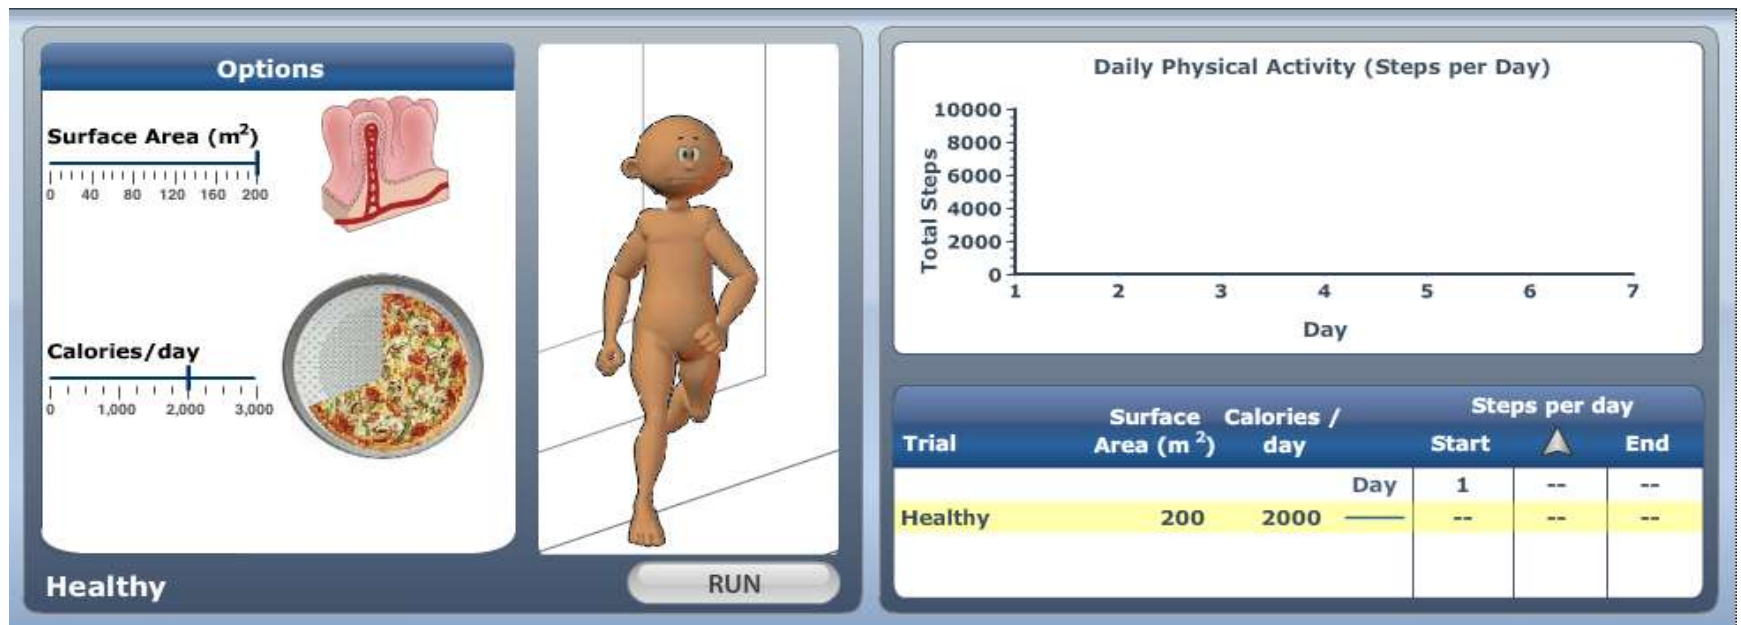 Options
Surface Area (m²)
0 40 80 120 160 200
Calories/day
0 1,000 2,000 3,000
Healthy
RUN
Daily Physical Activity (Steps per Day)
Total Steps
10000
8000
6000
4000
2000
0
1 2 3 4 5 6 7
Day
Steps per day
Surface Calories /
Trial Area (m²) day Start End
Day 1 -- --
Healthy 200 2000 -- -- --